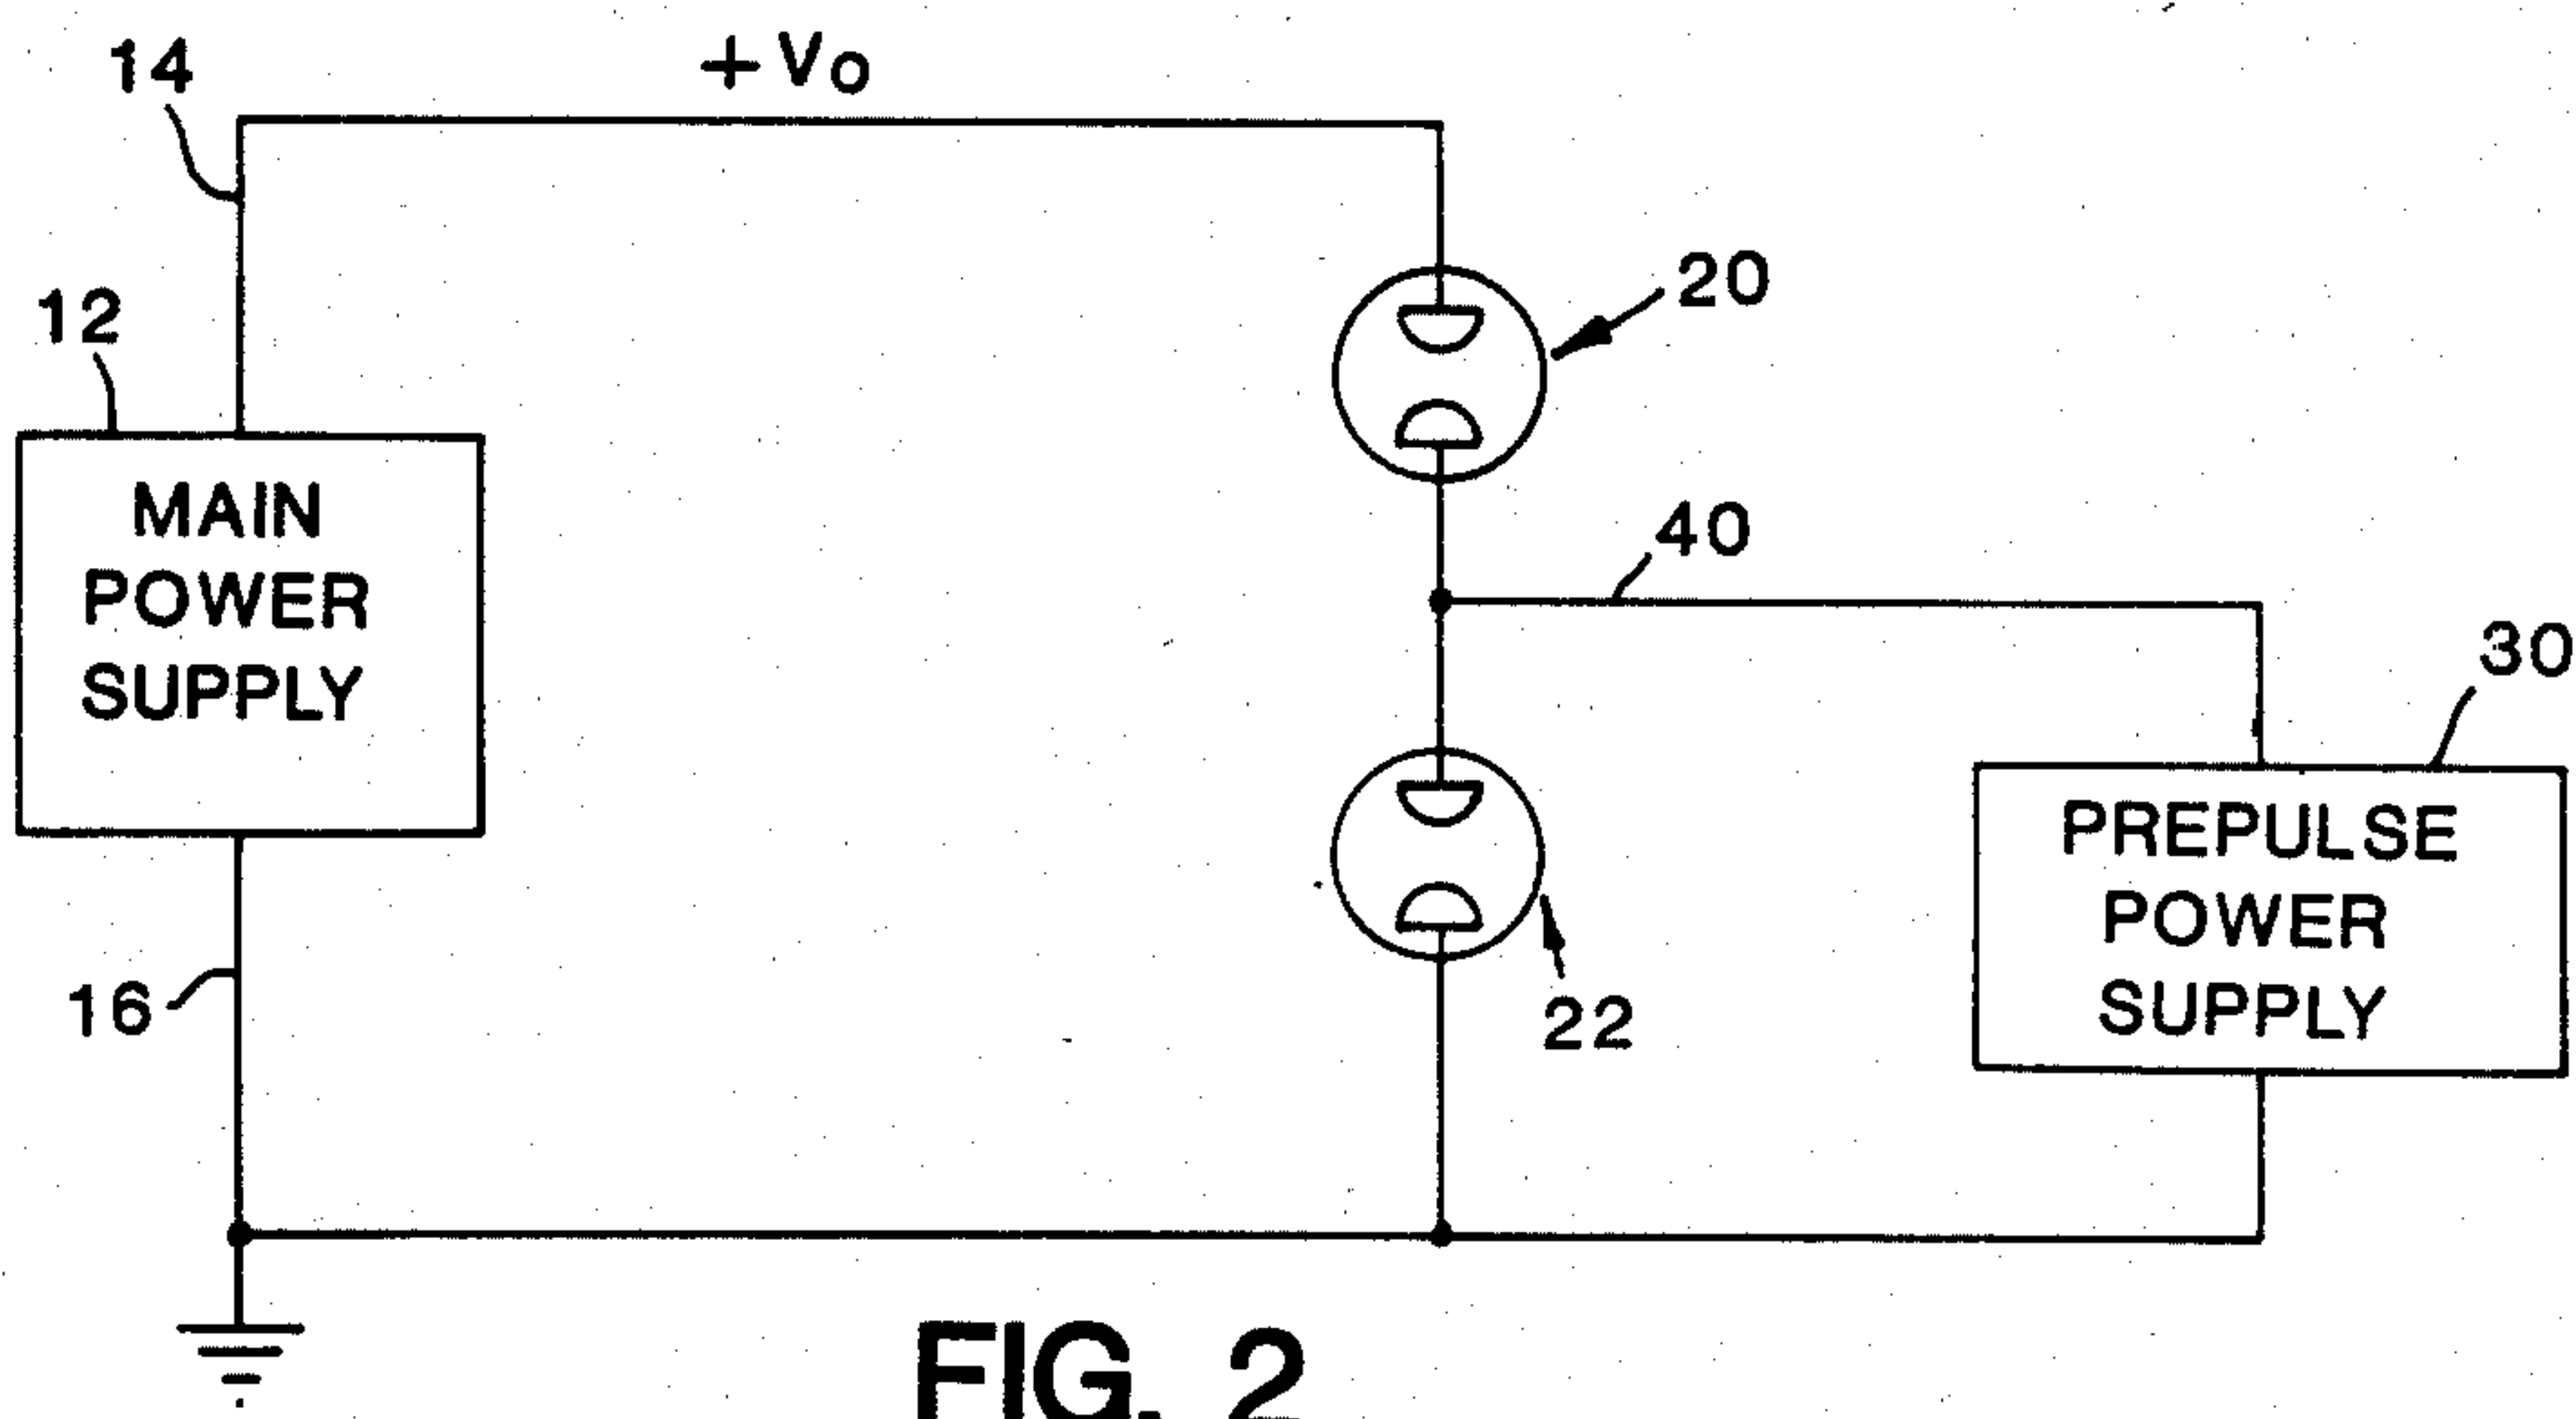 14
+ Vo
12
20
MAIN
POWER
SUPPLY
40
30
PREPULSE
POWER
SUPPLY
16
22
FIG. 2